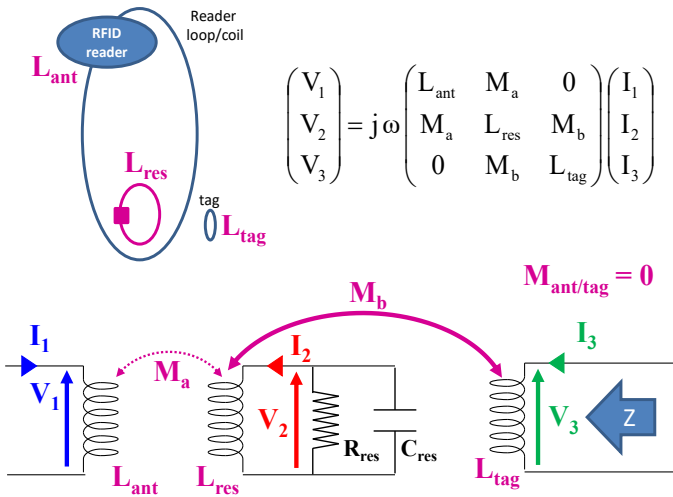 RFID
reader
Reader
loop/coil
L_ant
L_res
tag
L_tag
(V_1 V_2 V_3) = jω (L_ant M_a 0; M_a L_res M_b; 0 M_b L_tag) (I_1 I_2 I_3)
M_ant/tag = 0
M_b
I_1
M_a
V_1
L_ant
L_res
I_2
V_2
R_res
C_res
I_3
V_3
Z
L_tag